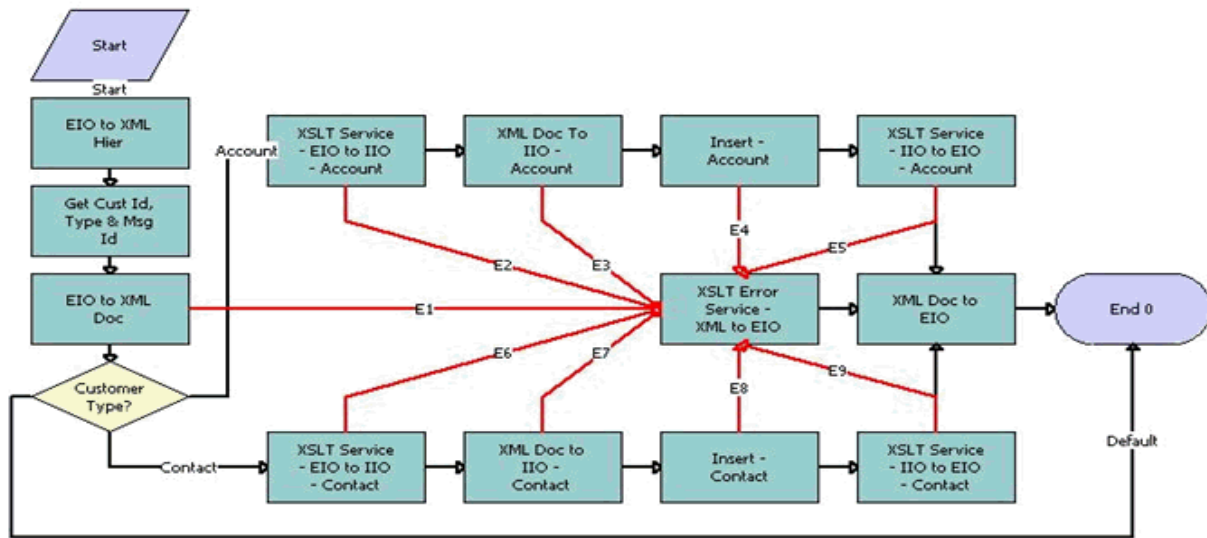 Start
Start
EIO to XML
Hier
Get Cust Id,
Type & Msg
Id
EIO to XML
Doc
Customer
Type?
Account
XSLT Service
- EIO to IIO
- Account
XML Doc To
IIO -
Account
Insert -
Account
XSLT Service
- IIO to EIO
- Account
E1
E2
E3
E4
E5
XSLT Error
Service -
XML to EIO
XML Doc to
EIO
End 0
E6
E7
E8
E9
Contact
XSLT Service
- EIO to IIO
- Contact
XML Doc to
IIO -
Contact
Insert -
Contact
XSLT Service
- IIO to EIO
- Contact
Default